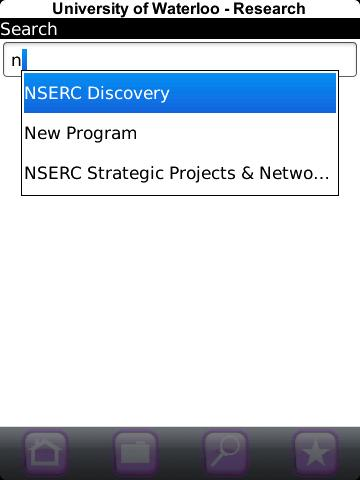 University of Waterloo - Research
Search
n
NSERC Discovery
New Program
NSERC Strategic Projects & Netwo...